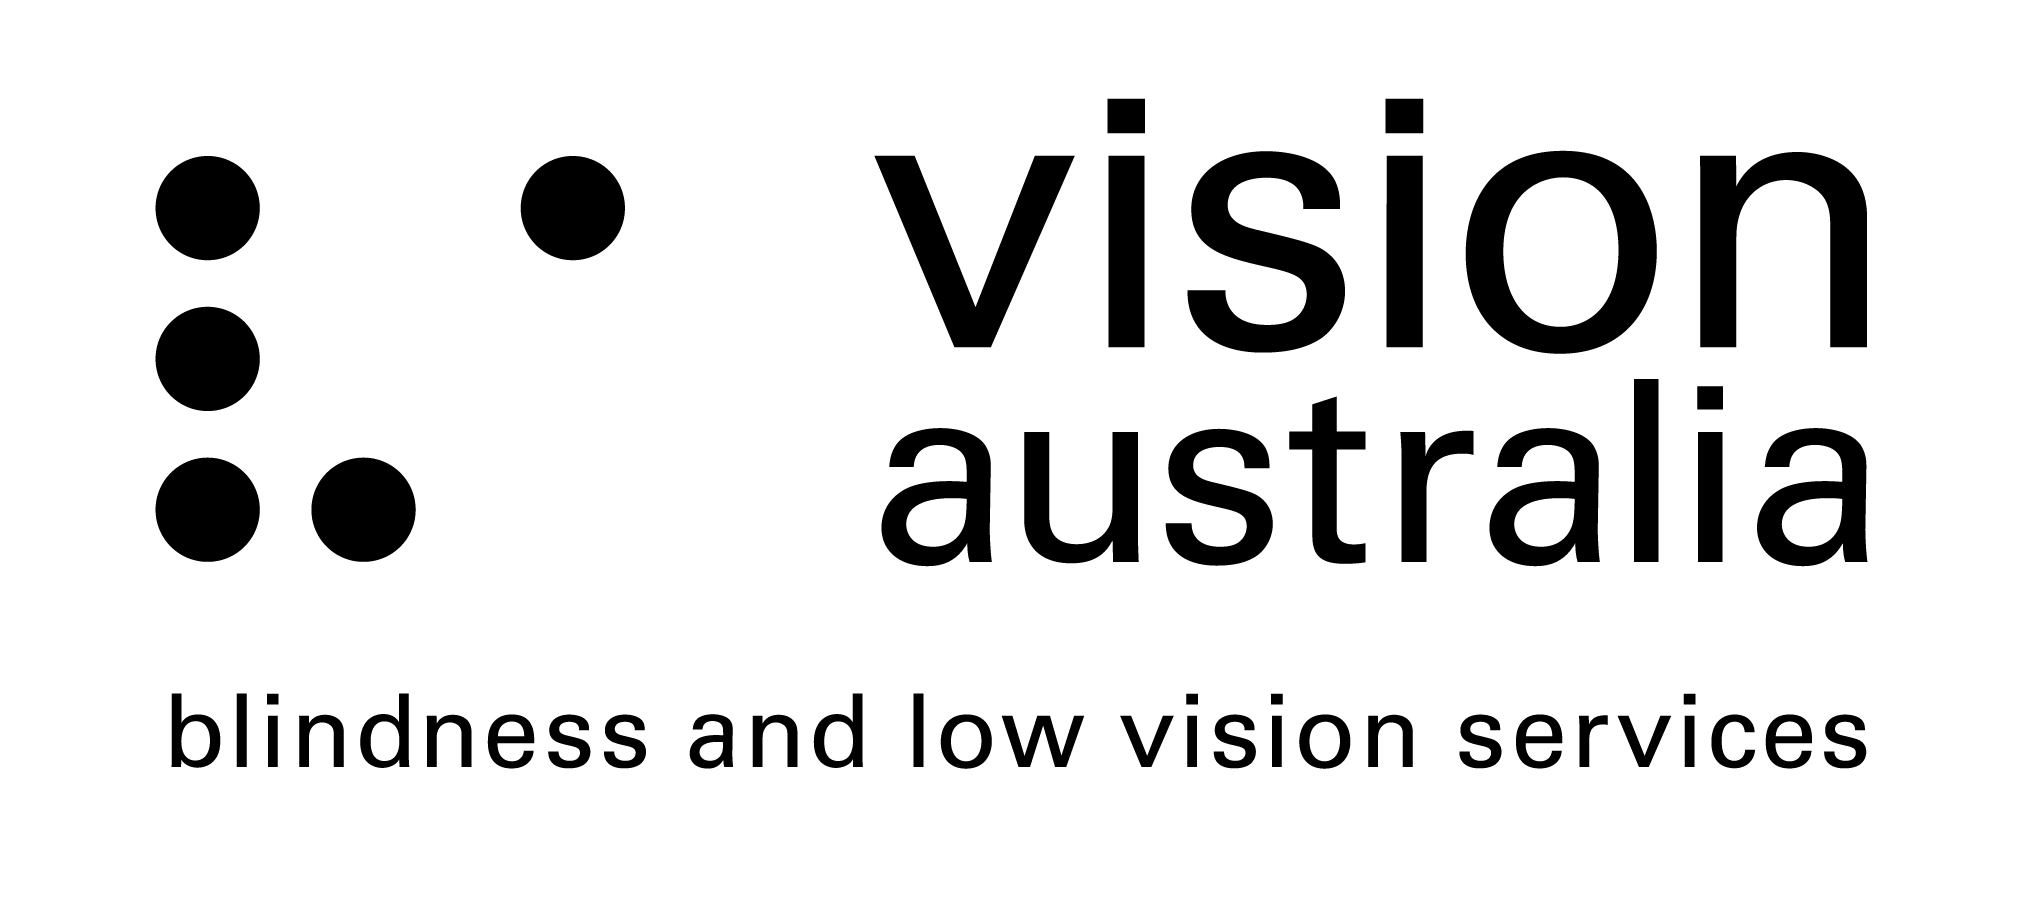 ⠧⠁
vision
australia
blindness and low vision services